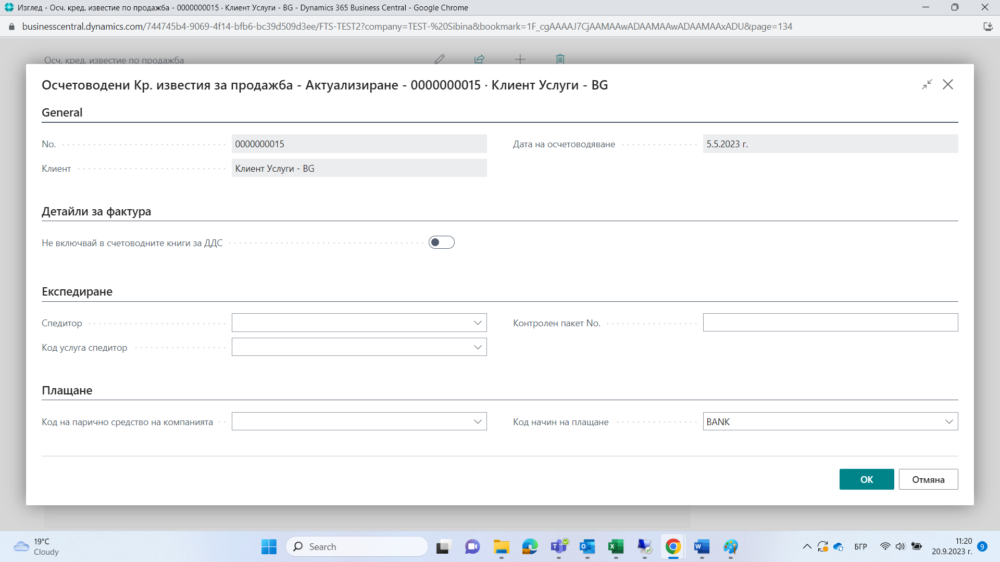 Изглед - Осч. кред. известие по продажба - 0000000015 · Клиент Услуги - BG - Dynamics 365 Business Central - Google Chrome
businesscentral.dynamics.com/744745b4-9069-4f14-bfb6-bc39d509d3ee/FTS-TEST2?company=TEST-%20Sibina&bookmark=1F_cgAAAAJ7CjAAMAAwADAAMAAwADAAMAAxADU&page=134
Осч. кред. известие по продажба
Осчетоводени Кр. известия за продажба - Актуализиране - 0000000015 · Клиент Услуги - BG
General
No. 0000000015 Дата на осчетоводяване 5.5.2023 г.
Клиент Клиент Услуги - BG
Детайли за фактура
Не включвай в счетоводните книги за ДДС
Експедиране
Спедитор Контролен пакет No.
Код услуга спедитор
Плащане
Код на парично средство на компанията Код начин на плащане BANK
OK Отмяна
19°C
Cloudy
Search
БГР
11:20
20.9.2023 г.
9